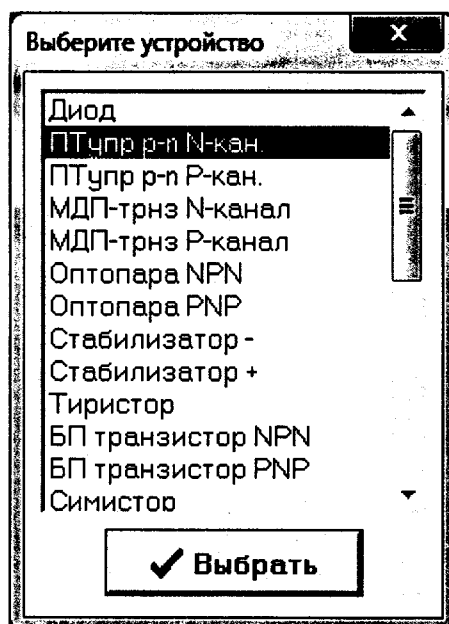 Выберите устройство
Диод
ПТупр p-n N-кан.
ПТупр p-n P-кан.
МДП-трнз N-канал
МДП-трнз P-канал
Оптопара NPN
Оптопара PNP
Стабилизатор -
Стабилизатор +
Тиристор
БП транзистор NPN
БП транзистор PNP
Симистор
Выбрать